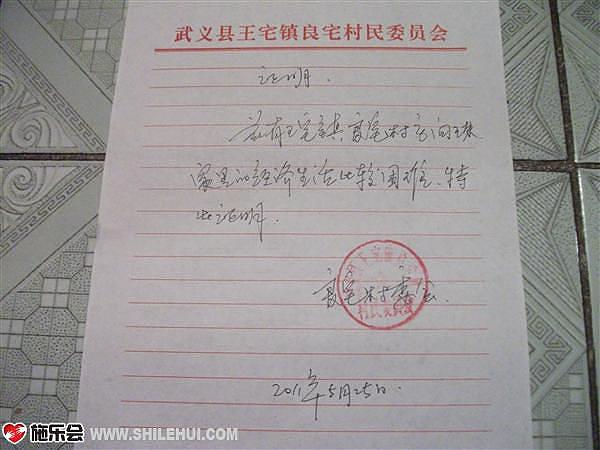 武义县王宅镇良宅村民委员会
证明.
兹有王宅镇良宅村
家里的经济生活比较困难、特
此证明.
良宅村委会.
2011年5月25日.
施乐会 WWW.SHILEHUI.COM